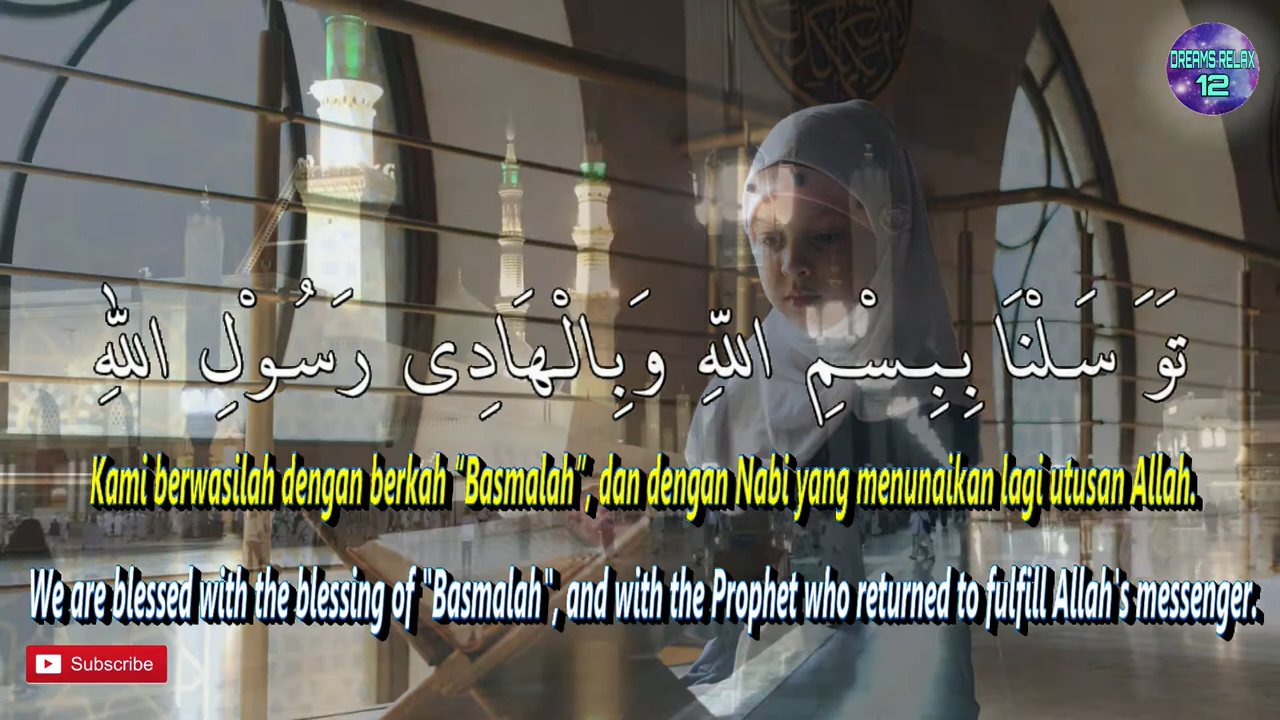 DREAMS RELAX
12
تَوَ سَلْنَا بِبِسْمِ اللّٰهِ وَبِالْهَادِى رَسُوْلِ اللّٰهِ
Kami berwasilah dengan berkah "Basmalah", dan dengan Nabi yang menunaikan lagi utusan Allah.
We are blessed with the blessing of "Basmalah", and with the Prophet who returned to fulfill Allah's messenger.
Subscribe